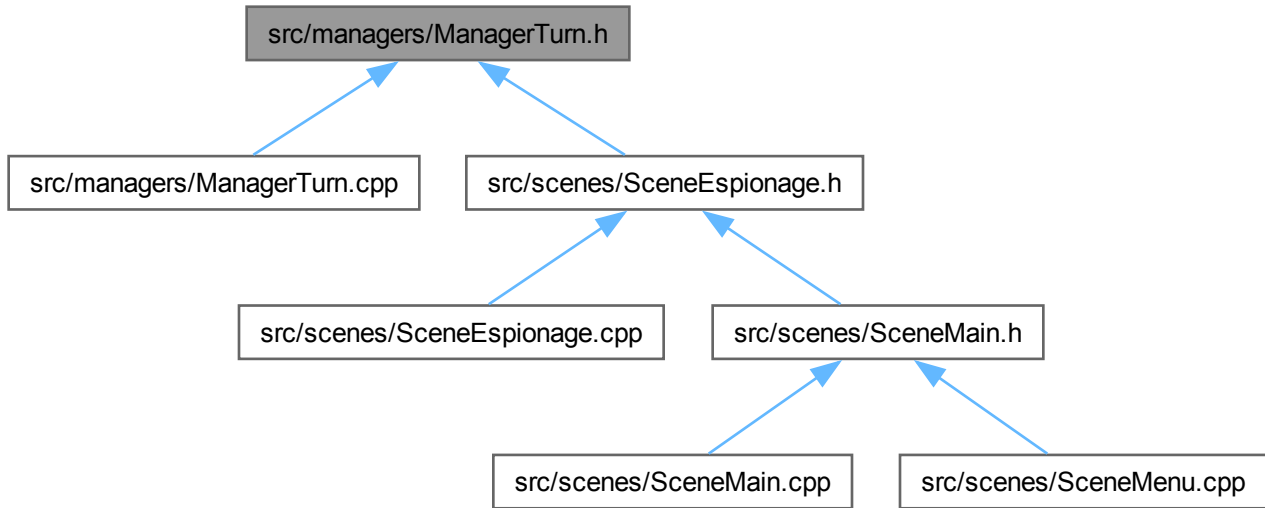 src/managers/ManagerTurn.h
src/managers/ManagerTurn.cpp
src/scenes/SceneEspionage.h
src/scenes/SceneEspionage.cpp
src/scenes/SceneMain.h
src/scenes/SceneMain.cpp
src/scenes/SceneMenu.cpp